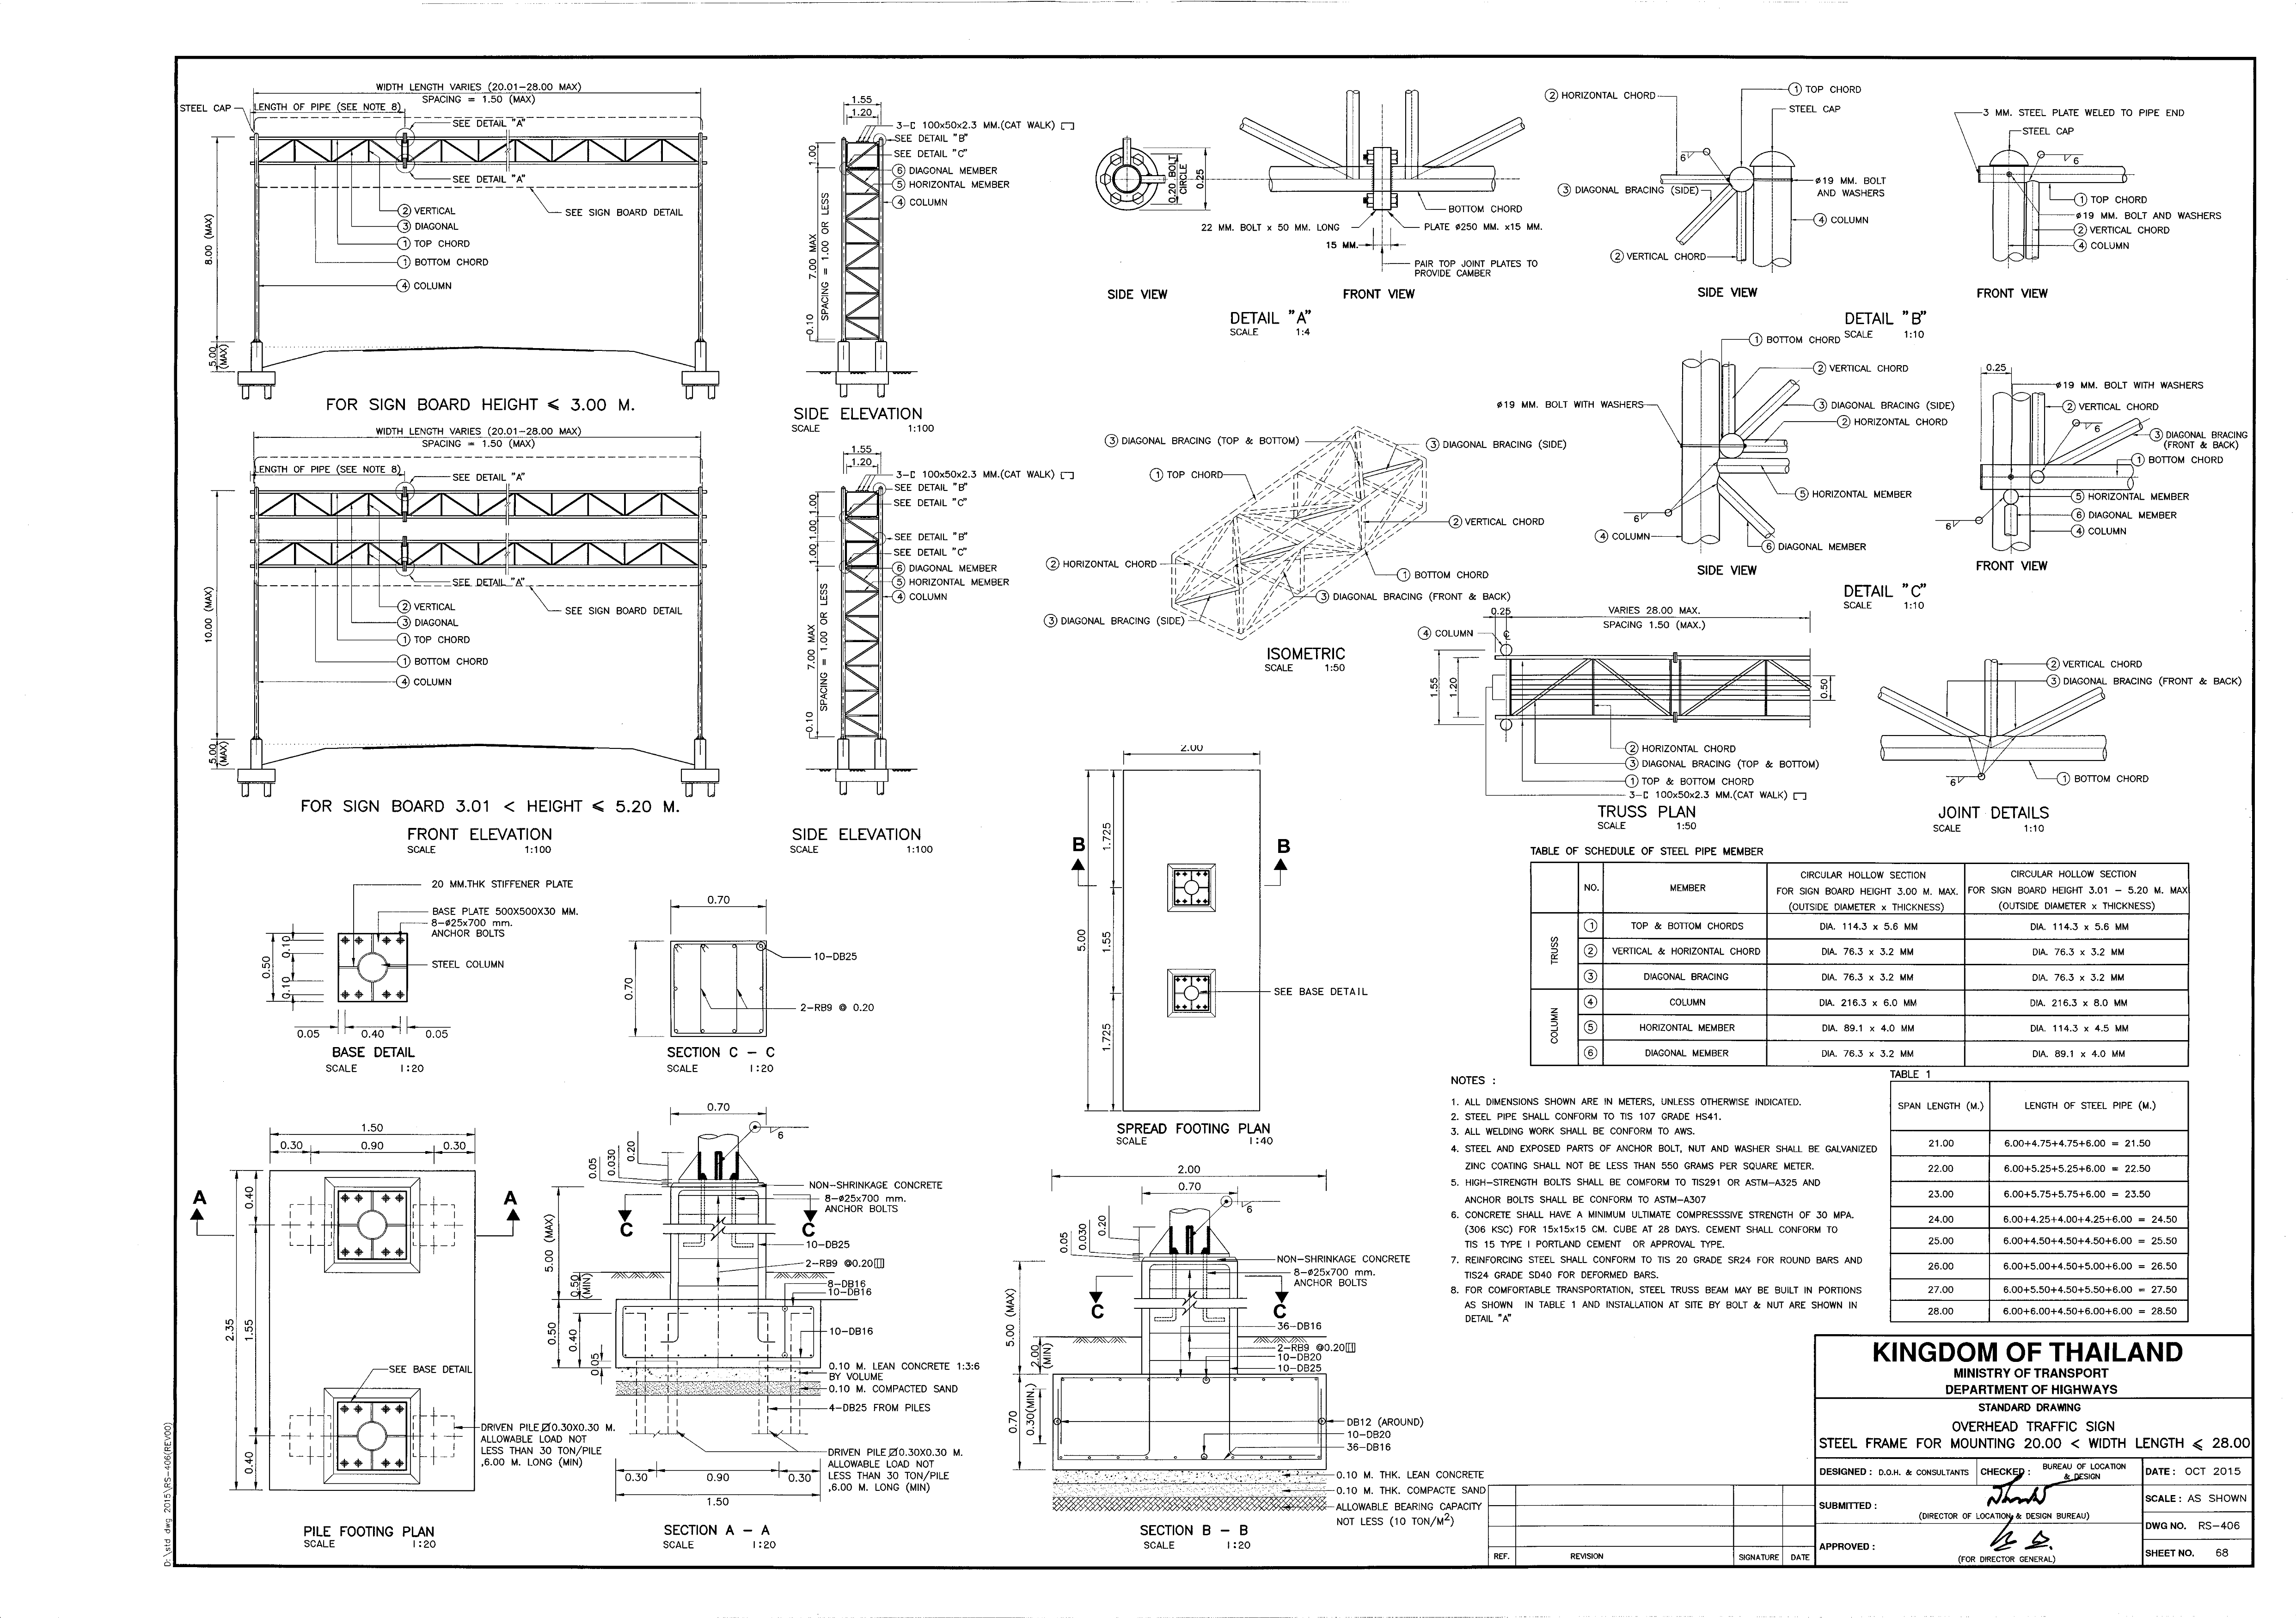 WIDTH LENGTH VARIES (20.01-28.00 MAX)
SPACING = 1.50 (MAX)
STEEL CAP
LENGTH OF PIPE (SEE NOTE 8)
SEE DETAIL "A"
SEE DETAIL "A"
SEE SIGN BOARD DETAIL
2 VERTICAL
3 DIAGONAL
1 TOP CHORD
1 BOTTOM CHORD
4 COLUMN
8.00 (MAX)
5.00 (MAX)
FOR SIGN BOARD HEIGHT ⩽ 3.00 M.
1.55
1.20
3-⊏ 100x50x2.3 MM.(CAT WALK)
SEE DETAIL "B"
SEE DETAIL "C"
6 DIAGONAL MEMBER
5 HORIZONTAL MEMBER
4 COLUMN
1.00
7.00 MAX
SPACING = 1.00 OR LESS
0.10
SIDE ELEVATION
SCALE 1:100
WIDTH LENGTH VARIES (20.01-28.00 MAX)
SPACING = 1.50 (MAX)
LENGTH OF PIPE (SEE NOTE 8)
SEE DETAIL "A"
SEE DETAIL "A"
SEE SIGN BOARD DETAIL
2 VERTICAL
3 DIAGONAL
1 TOP CHORD
1 BOTTOM CHORD
4 COLUMN
10.00 (MAX)
5.00 (MAX)
FOR SIGN BOARD 3.01 < HEIGHT ⩽ 5.20 M.
FRONT ELEVATION
SCALE 1:100
1.55
1.20
3-⊏ 100x50x2.3 MM.(CAT WALK)
SEE DETAIL "B"
SEE DETAIL "C"
SEE DETAIL "B"
SEE DETAIL "C"
6 DIAGONAL MEMBER
5 HORIZONTAL MEMBER
4 COLUMN
1.00 1.00 1.00
7.00 MAX
SPACING = 1.00 OR LESS
0.10
SIDE ELEVATION
SCALE 1:100
0.20 BOLT CIRCLE
0.25
22 MM. BOLT x 50 MM. LONG
15 MM.
BOTTOM CHORD
PLATE ø250 MM. x15 MM.
PAIR TOP JOINT PLATES TO
PROVIDE CAMBER
SIDE VIEW
FRONT VIEW
DETAIL "A"
SCALE 1:4
2 HORIZONTAL CHORD
1 TOP CHORD
STEEL CAP
6
3 DIAGONAL BRACING (SIDE)
ø19 MM. BOLT
AND WASHERS
4 COLUMN
2 VERTICAL CHORD
SIDE VIEW
3 MM. STEEL PLATE WELED TO PIPE END
STEEL CAP
6
1 TOP CHORD
ø19 MM. BOLT AND WASHERS
2 VERTICAL CHORD
4 COLUMN
FRONT VIEW
DETAIL "B"
SCALE 1:10
1 BOTTOM CHORD
2 VERTICAL CHORD
ø19 MM. BOLT WITH WASHERS
3 DIAGONAL BRACING (SIDE)
2 HORIZONTAL CHORD
5 HORIZONTAL MEMBER
6
4 COLUMN
6 DIAGONAL MEMBER
SIDE VIEW
0.25
ø19 MM. BOLT WITH WASHERS
2 VERTICAL CHORD
6
3 DIAGONAL BRACING
(FRONT & BACK)
1 BOTTOM CHORD
5 HORIZONTAL MEMBER
6 DIAGONAL MEMBER
6
4 COLUMN
FRONT VIEW
DETAIL "C"
SCALE 1:10
3 DIAGONAL BRACING (TOP & BOTTOM)
3 DIAGONAL BRACING (SIDE)
1 TOP CHORD
2 VERTICAL CHORD
2 HORIZONTAL CHORD
1 BOTTOM CHORD
3 DIAGONAL BRACING (FRONT & BACK)
3 DIAGONAL BRACING (SIDE)
ISOMETRIC
SCALE 1:50
0.25
VARIES 28.00 MAX.
SPACING 1.50 (MAX.)
4 COLUMN
1.55
1.20
0.50
2 HORIZONTAL CHORD
3 DIAGONAL BRACING (TOP & BOTTOM)
1 TOP & BOTTOM CHORD
3-⊏ 100x50x2.3 MM.(CAT WALK)
TRUSS PLAN
SCALE 1:50
2 VERTICAL CHORD
3 DIAGONAL BRACING (FRONT & BACK)
6
1 BOTTOM CHORD
JOINT DETAILS
SCALE 1:10
20 MM.THK STIFFENER PLATE
BASE PLATE 500X500X30 MM.
8-ø25x700 mm.
ANCHOR BOLTS
STEEL COLUMN
0.50
0.10
0.10
0.05 0.40 0.05
BASE DETAIL
SCALE 1:20
0.70
0.70
10-DB25
2-RB9 @ 0.20
SECTION C - C
SCALE 1:20
2.00
5.00
1.725
1.55
1.725
B B
SEE BASE DETAIL
SPREAD FOOTING PLAN
SCALE 1:40
TABLE OF SCHEDULE OF STEEL PIPE MEMBER
NO. MEMBER
CIRCULAR HOLLOW SECTION
FOR SIGN BOARD HEIGHT 3.00 M. MAX.
(OUTSIDE DIAMETER x THICKNESS)
CIRCULAR HOLLOW SECTION
FOR SIGN BOARD HEIGHT 3.01 - 5.20 M. MAX
(OUTSIDE DIAMETER x THICKNESS)
TRUSS
1 TOP & BOTTOM CHORDS DIA. 114.3 x 5.6 MM DIA. 114.3 x 5.6 MM
2 VERTICAL & HORIZONTAL CHORD DIA. 76.3 x 3.2 MM DIA. 76.3 x 3.2 MM
3 DIAGONAL BRACING DIA. 76.3 x 3.2 MM DIA. 76.3 x 3.2 MM
COLUMN
4 COLUMN DIA. 216.3 x 6.0 MM DIA. 216.3 x 8.0 MM
5 HORIZONTAL MEMBER DIA. 89.1 x 4.0 MM DIA. 114.3 x 4.5 MM
6 DIAGONAL MEMBER DIA. 76.3 x 3.2 MM DIA. 89.1 x 4.0 MM
NOTES :
1. ALL DIMENSIONS SHOWN ARE IN METERS, UNLESS OTHERWISE INDICATED.
2. STEEL PIPE SHALL CONFORM TO TIS 107 GRADE HS41.
3. ALL WELDING WORK SHALL BE CONFORM TO AWS.
4. STEEL AND EXPOSED PARTS OF ANCHOR BOLT, NUT AND WASHER SHALL BE GALVANIZED
ZINC COATING SHALL NOT BE LESS THAN 550 GRAMS PER SQUARE METER.
5. HIGH-STRENGTH BOLTS SHALL BE COMFORM TO TIS291 OR ASTM-A325 AND
ANCHOR BOLTS SHALL BE CONFORM TO ASTM-A307
6. CONCRETE SHALL HAVE A MINIMUM ULTIMATE COMPRESSSIVE STRENGTH OF 30 MPA.
(306 KSC) FOR 15x15x15 CM. CUBE AT 28 DAYS. CEMENT SHALL CONFORM TO
TIS 15 TYPE I PORTLAND CEMENT OR APPROVAL TYPE.
7. REINFORCING STEEL SHALL CONFORM TO TIS 20 GRADE SR24 FOR ROUND BARS AND
TIS24 GRADE SD40 FOR DEFORMED BARS.
8. FOR COMFORTABLE TRANSPORTATION, STEEL TRUSS BEAM MAY BE BUILT IN PORTIONS
AS SHOWN IN TABLE 1 AND INSTALLATION AT SITE BY BOLT & NUT ARE SHOWN IN
DETAIL "A"
TABLE 1
SPAN LENGTH (M.) LENGTH OF STEEL PIPE (M.)
21.00 6.00+4.75+4.75+6.00 = 21.50
22.00 6.00+5.25+5.25+6.00 = 22.50
23.00 6.00+5.75+5.75+6.00 = 23.50
24.00 6.00+4.25+4.00+4.25+6.00 = 24.50
25.00 6.00+4.50+4.50+4.50+6.00 = 25.50
26.00 6.00+5.00+4.50+5.00+6.00 = 26.50
27.00 6.00+5.50+4.50+5.50+6.00 = 27.50
28.00 6.00+6.00+4.50+6.00+6.00 = 28.50
1.50
0.30 0.90 0.30
A A
2.35
0.40
1.55
0.40
SEE BASE DETAIL
DRIVEN PILE 0.30X0.30 M.
ALLOWABLE LOAD NOT
LESS THAN 30 TON/PILE
,6.00 M. LONG (MIN)
PILE FOOTING PLAN
SCALE 1:20
0.70
6
0.05
0.030
0.20
NON-SHRINKAGE CONCRETE
8-ø25x700 mm.
ANCHOR BOLTS
C C
10-DB25
2-RB9 @0.20
8-DB16
10-DB16
10-DB16
5.00 (MAX)
0.50 (MIN)
0.50
0.40
0.05
0.10 M. LEAN CONCRETE 1:3:6
BY VOLUME
0.10 M. COMPACTED SAND
4-DB25 FROM PILES
DRIVEN PILE 0.30X0.30 M.
ALLOWABLE LOAD NOT
LESS THAN 30 TON/PILE
,6.00 M. LONG (MIN)
0.30 0.90 0.30
1.50
SECTION A - A
SCALE 1:20
2.00
0.70
6
0.05
0.030
0.20
NON-SHRINKAGE CONCRETE
8-ø25x700 mm.
ANCHOR BOLTS
C C
36-DB16
2-RB9 @0.20
10-DB20
10-DB25
5.00 (MAX)
2.00 (MIN)
0.70
0.30(MIN.)
DB12 (AROUND)
10-DB20
36-DB16
0.10 M. THK. LEAN CONCRETE
0.10 M. THK. COMPACTE SAND
ALLOWABLE BEARING CAPACITY
NOT LESS (10 TON/M2)
SECTION B - B
SCALE 1:20
REF. REVISION SIGNATURE DATE
KINGDOM OF THAILAND
MINISTRY OF TRANSPORT
DEPARTMENT OF HIGHWAYS
STANDARD DRAWING
OVERHEAD TRAFFIC SIGN
STEEL FRAME FOR MOUNTING 20.00 < WIDTH LENGTH ⩽ 28.00
DESIGNED : D.O.H. & CONSULTANTS
CHECKED : BUREAU OF LOCATION
& DESIGN
DATE : OCT 2015
SUBMITTED :
(DIRECTOR OF LOCATION & DESIGN BUREAU)
SCALE : AS SHOWN
DWG NO. RS-406
APPROVED :
(FOR DIRECTOR GENERAL)
SHEET NO. 68
D:\std dwg 2015\RS-406(REV00)